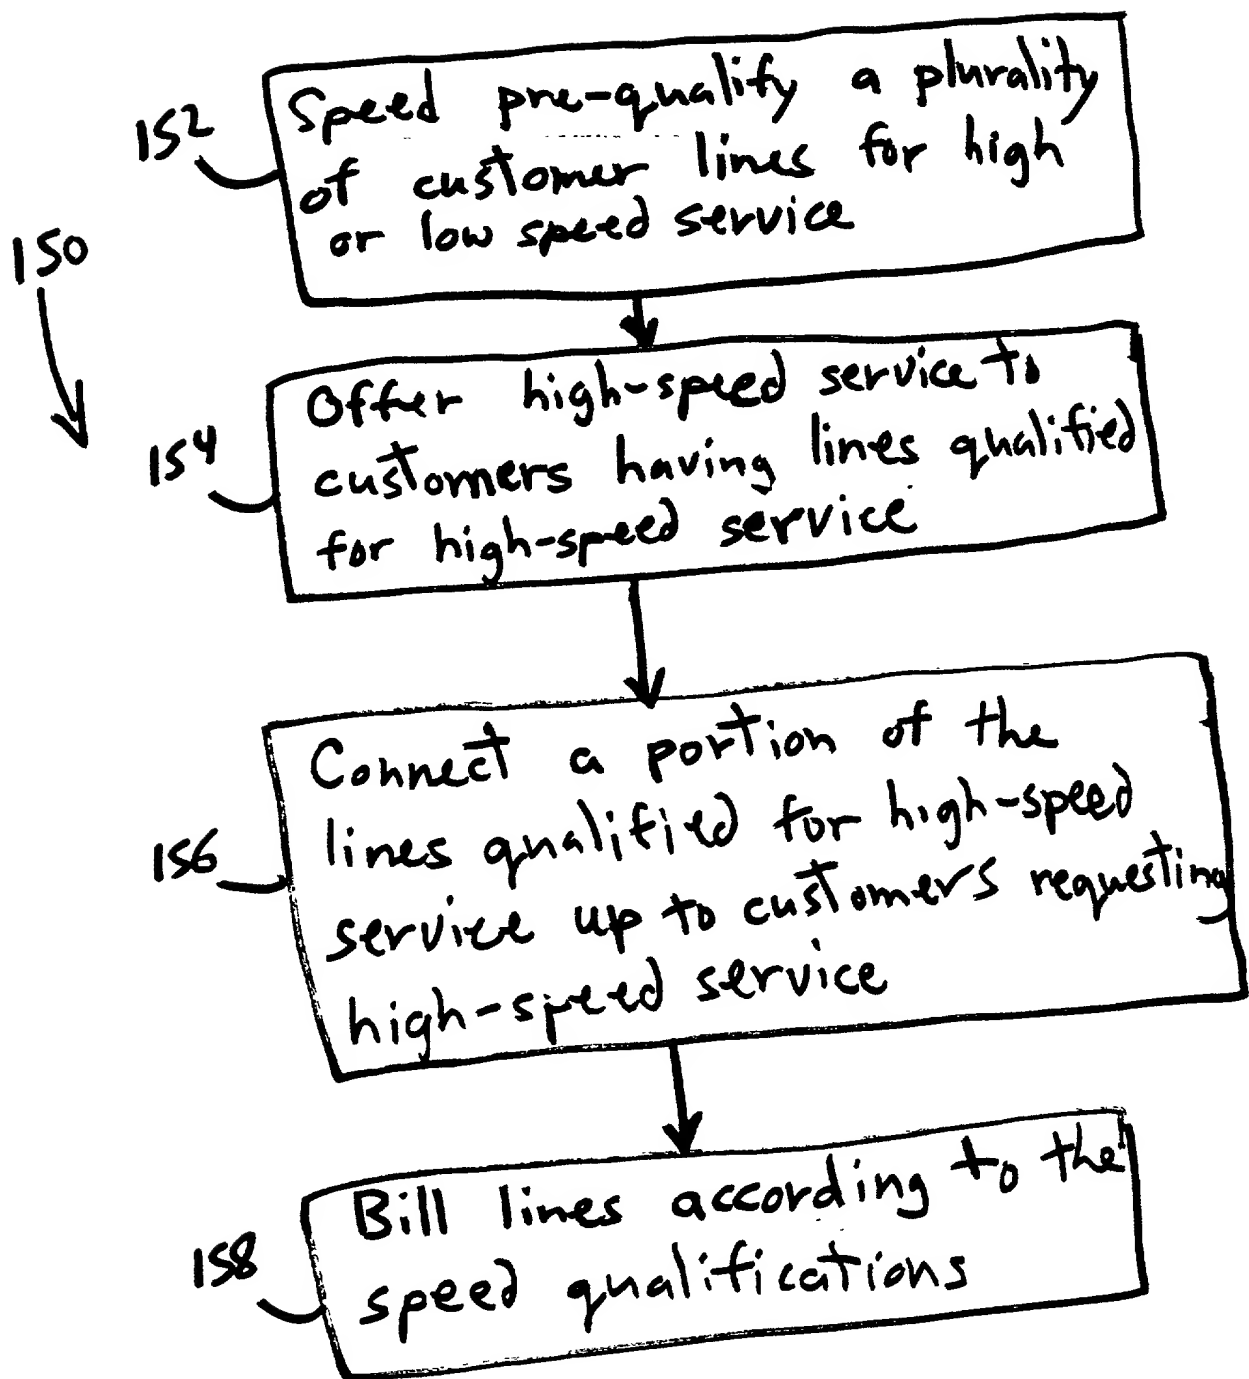 152
Speed pre-qualify a plurality
of customer lines for high
or low speed service
150
154
Offer high-speed service to
customers having lines qualified
for high-speed service
156
Connect a portion of the
lines qualified for high-speed
service up to customers requesting
high-speed service
158
Bill lines according to the
speed qualifications